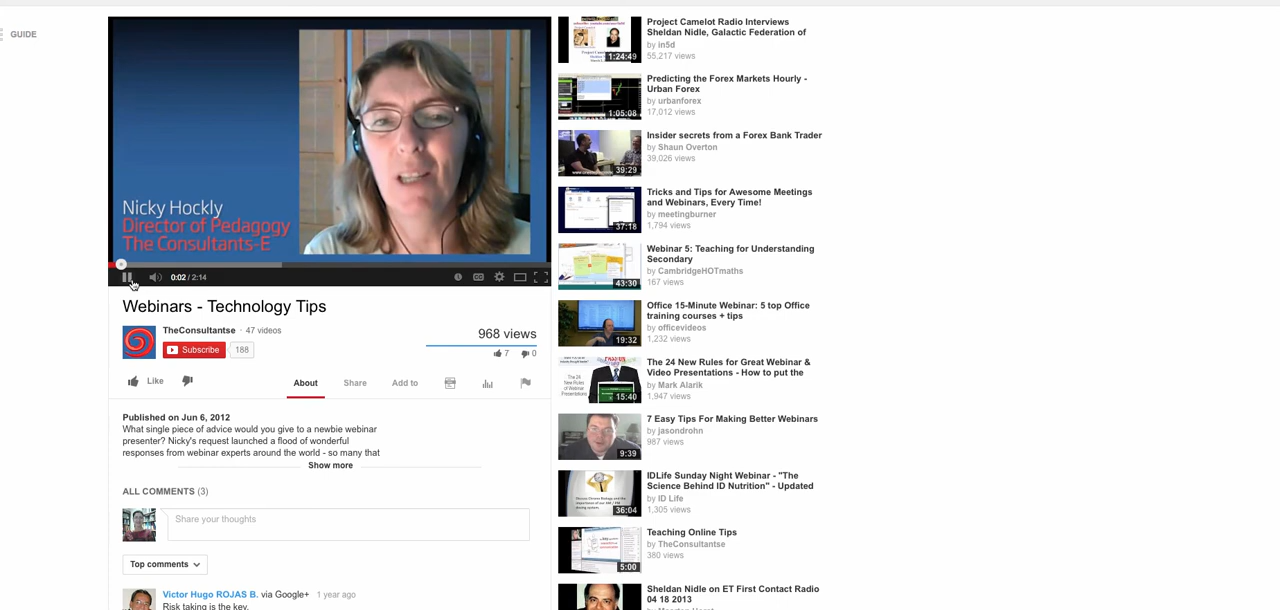 GUIDE
Nicky Hockly
Director of Pedagogy
The Consultants-E
0:02 / 2:14
Webinars - Technology Tips
TheConsultantse · 47 videos
Subscribe 188
968 views
7 0
Like
About Share Add to
Published on Jun 6, 2012
What single piece of advice would you give to a newbie webinar
presenter? Nicky's request launched a flood of wonderful
responses from webinar experts around the world - so many that
Show more
ALL COMMENTS (3)
Share your thoughts
Top comments
Victor Hugo ROJAS B. via Google+ 1 year ago
Risk taking is the key.
1:24:49
Project Camelot Radio Interviews
Sheldan Nidle, Galactic Federation of
by in5d
55,217 views
1:05:08
Predicting the Forex Markets Hourly -
Urban Forex
by urbanforex
17,012 views
39:29
Insider secrets from a Forex Bank Trader
by Shaun Overton
39,026 views
37:18
Tricks and Tips for Awesome Meetings
and Webinars, Every Time!
by meetingburner
1,794 views
43:30
Webinar 5: Teaching for Understanding
Secondary
by CambridgeHOTmaths
167 views
19:32
Office 15-Minute Webinar: 5 top Office
training courses + tips
by officevideos
1,232 views
The 24
New Rules
of Webinar
Presentations
15:40
The 24 New Rules for Great Webinar &
Video Presentations - How to put the
by Mark Alarik
1,947 views
9:39
7 Easy Tips For Making Better Webinars
by jasondrohn
987 views
36:04
IDLife Sunday Night Webinar - "The
Science Behind ID Nutrition" - Updated
by ID Life
1,305 views
5:00
Teaching Online Tips
by TheConsultantse
380 views
Sheldan Nidle on ET First Contact Radio
04 18 2013